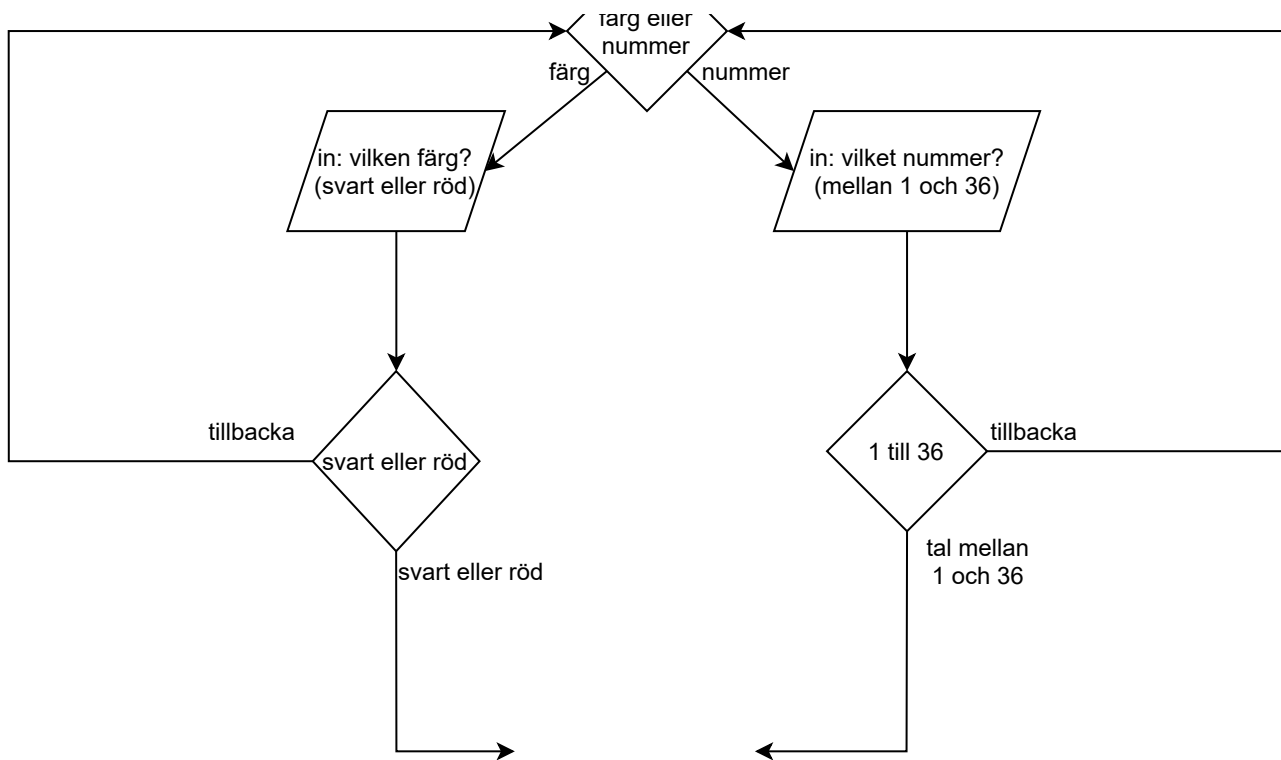 färg eller
nummer
färg
nummer
in: vilken färg?
(svart eller röd)
in: vilket nummer?
(mellan 1 och 36)
tillbacka
svart eller röd
1 till 36
tillbacka
svart eller röd
tal mellan
1 och 36